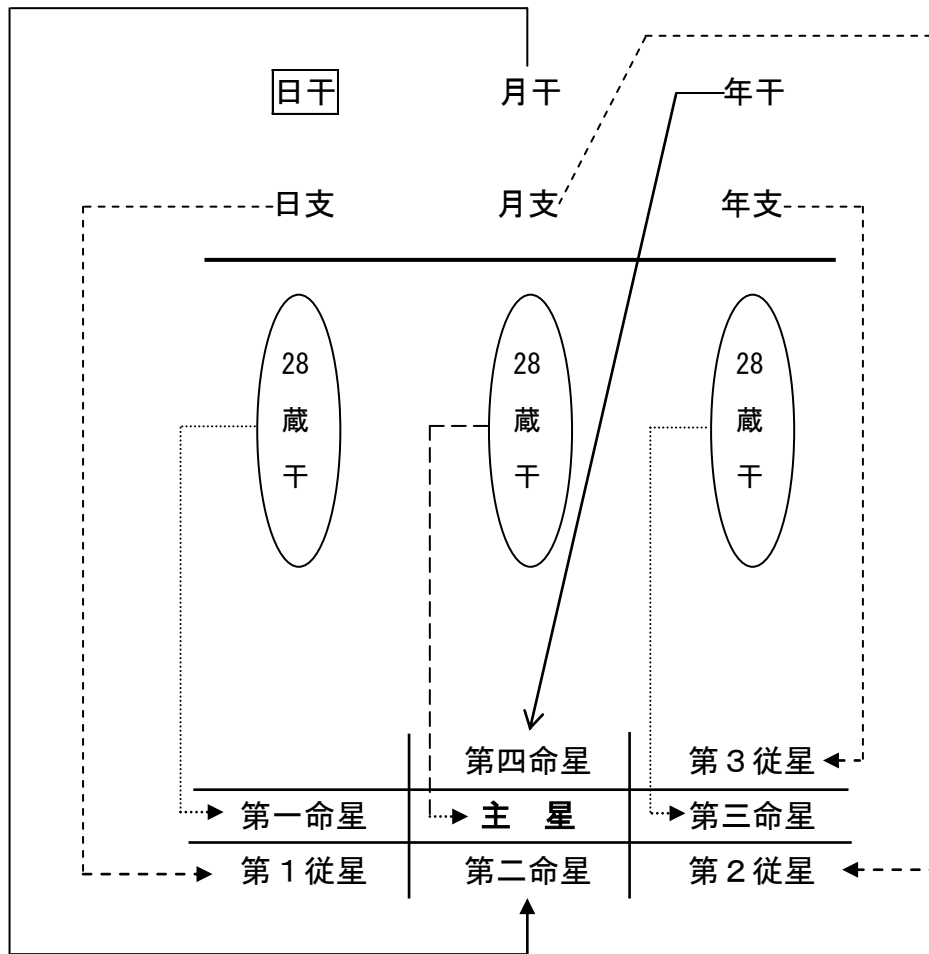 日干 月干 年干
日支 月支 年支
28 28 28
蔵 蔵 蔵
干 干 干
第四命星 第３従星
第一命星 主　星 第三命星
第１従星 第二命星 第２従星